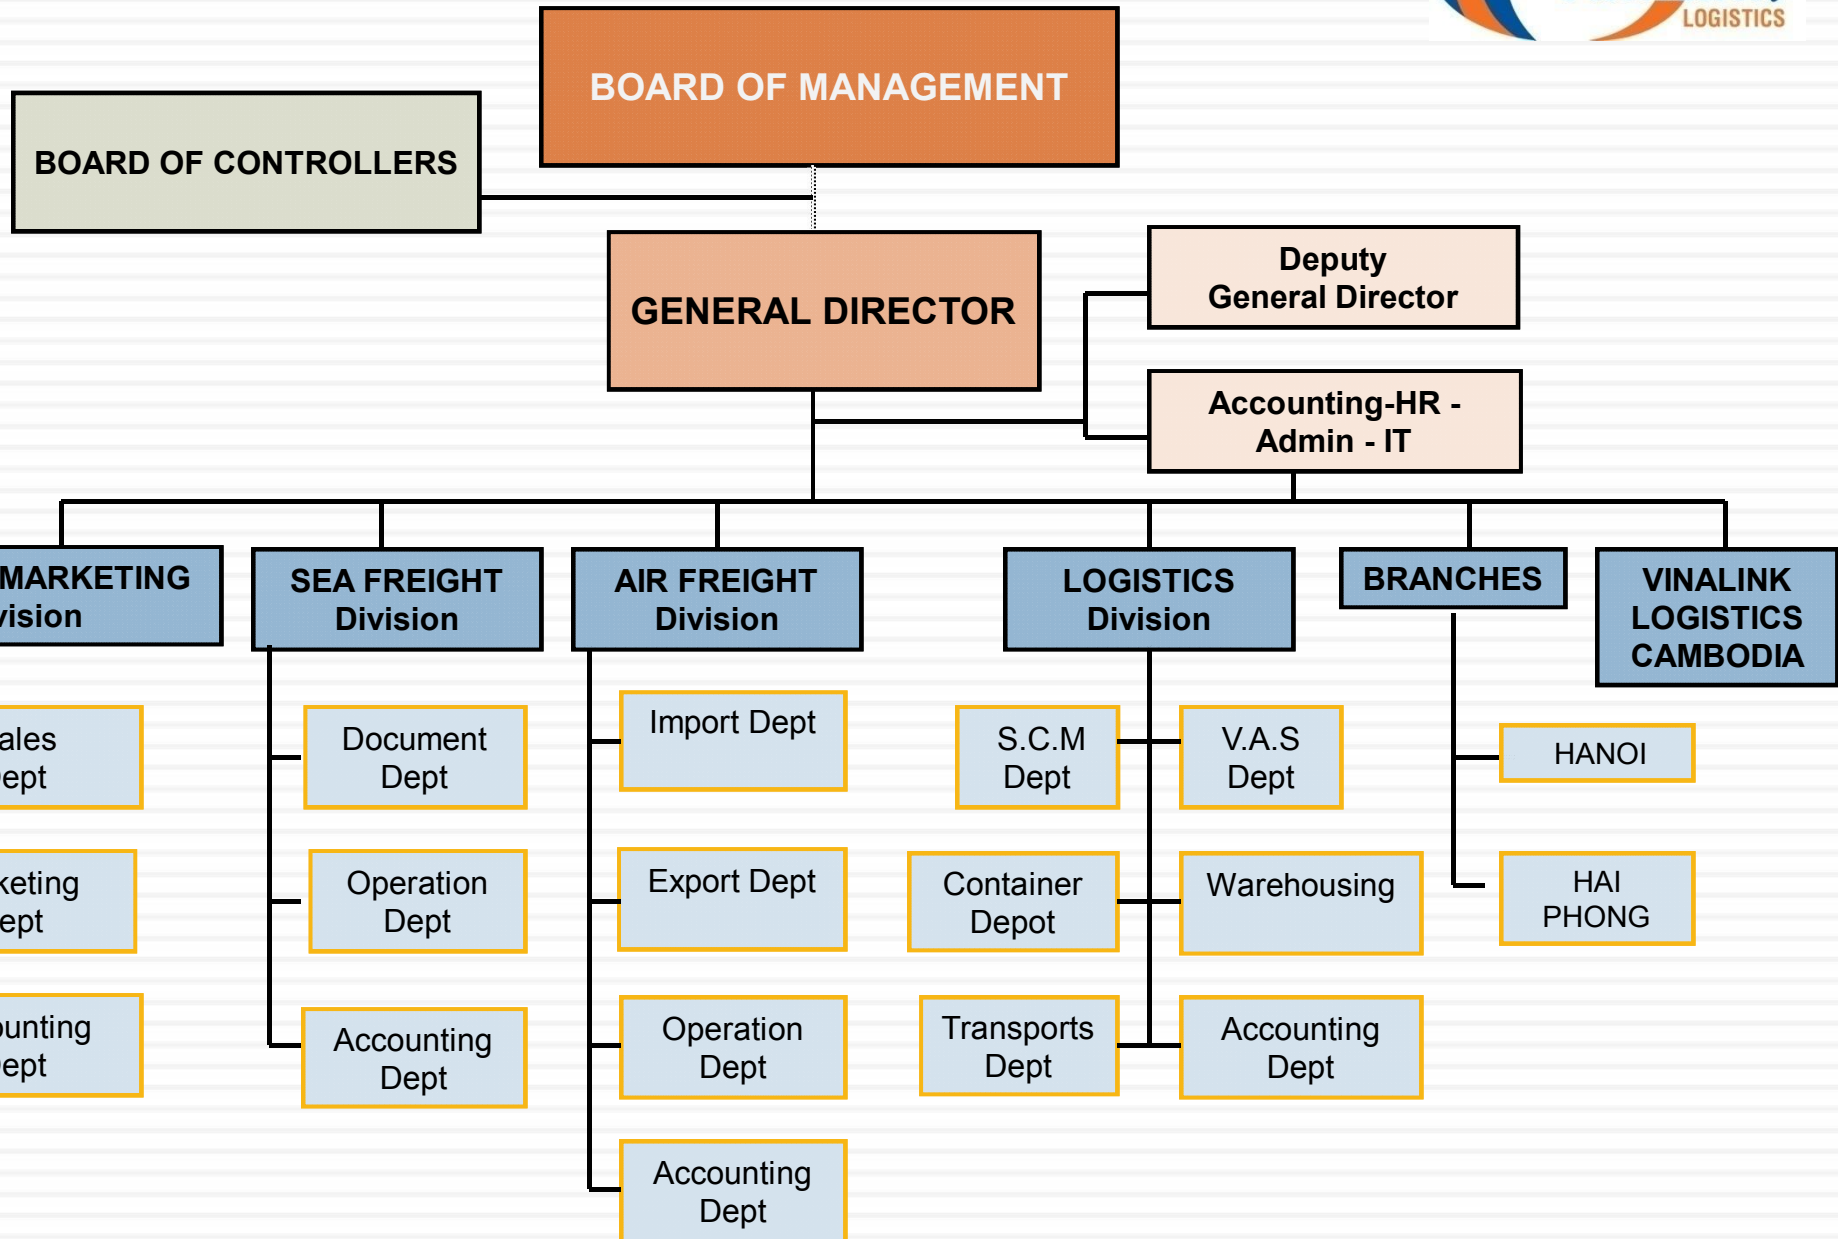 LOGISTICS
BOARD OF MANAGEMENT
BOARD OF CONTROLLERS
GENERAL DIRECTOR
Deputy
General Director
Accounting-HR -
Admin - IT
MARKETING
SEA FREIGHT
Division
AIR FREIGHT
Division
LOGISTICS
Division
BRANCHES
VINALINK
LOGISTICS
CAMBODIA
Document
Dept
Operation
Dept
Accounting
Dept
Import Dept
Export Dept
Operation
Dept
Accounting
Dept
S.C.M
Dept
V.A.S
Dept
Container
Depot
Warehousing
Transports
Dept
Accounting
Dept
HANOI
HAI
PHONG